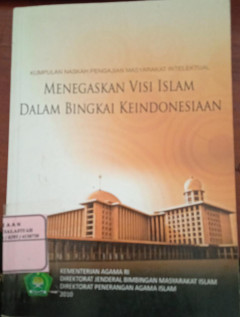 KUMPULAN NASKAH PENGAJIAN MASYARAKAT INTELEKTUAL
MENEGASKAN VISI ISLAM
DALAM BINGKAI KEINDONESIAAN
KEMENTERIAN AGAMA RI
DIREKTORAT JENDERAL BIMBINGAN MASYARAKAT ISLAM
DIREKTORAT PENERANGAN AGAMA ISLAM
2010